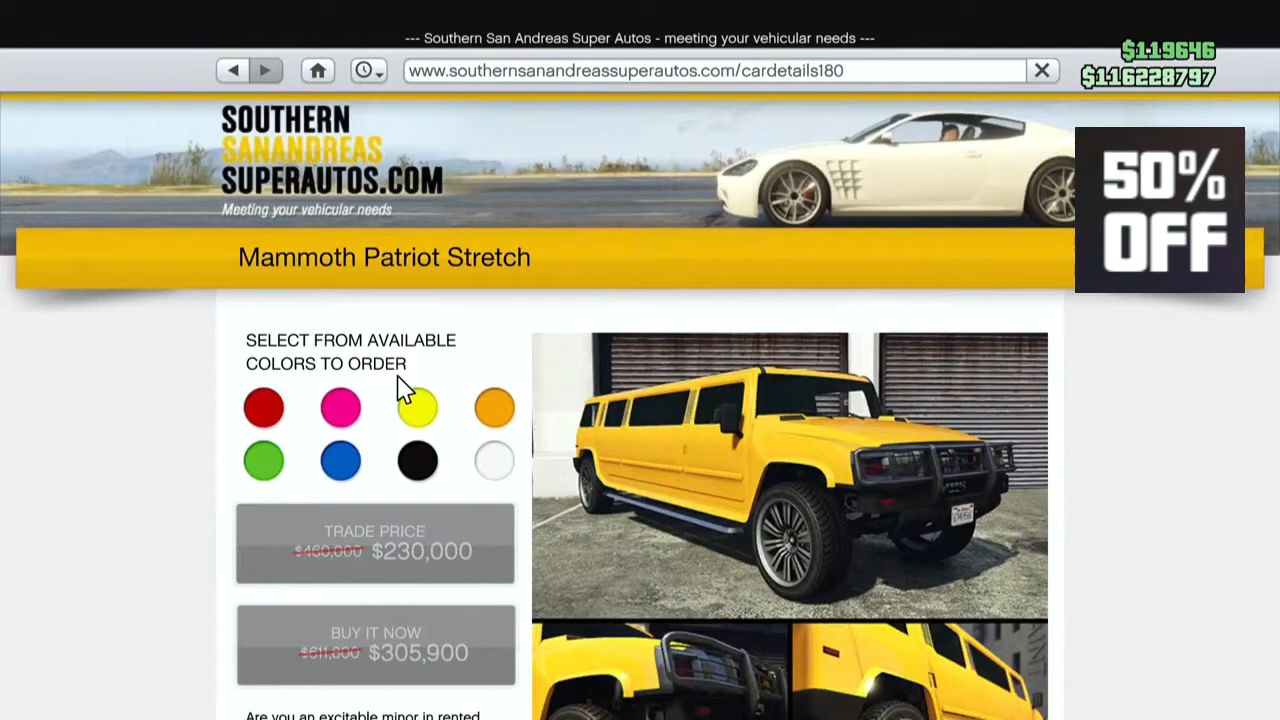 --- Southern San Andreas Super Autos - meeting your vehicular needs ---
$119646
www.southernsanandreassuperautos.com/cardetails180
$116228797
SOUTHERN
SANANDREAS
SUPERAUTOS.COM
Meeting your vehicular needs
50%
OFF
Mammoth Patriot Stretch
SELECT FROM AVAILABLE
COLORS TO ORDER
TRADE PRICE
$460,000 $230,000
BUY IT NOW
$611,800 $305,900
Are you an excitable minor in rented